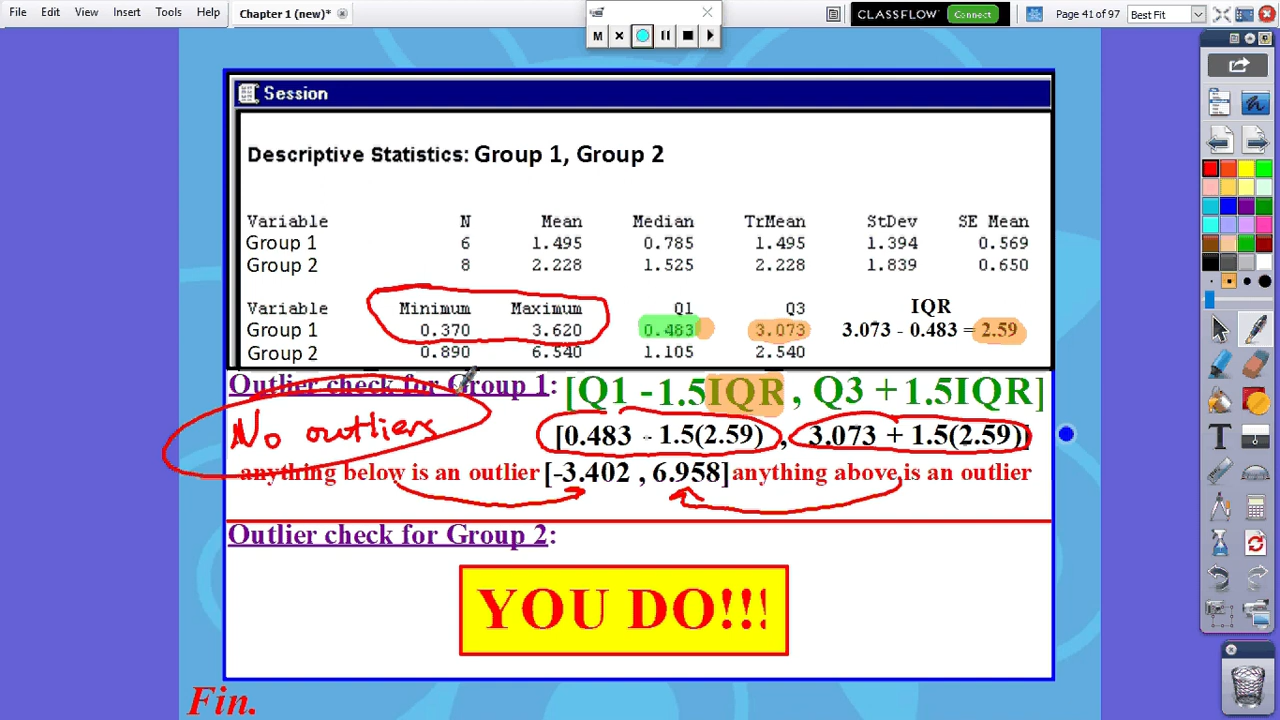 File Edit View Insert Tools Help Chapter 1 (new)* CLASSFLOW Connect Page 41 of 97 Best Fit
M
Session
Descriptive Statistics: Group 1, Group 2
Variable N Mean Median TrMean StDev SE Mean
Group 1 6 1.495 0.785 1.495 1.394 0.569
Group 2 8 2.228 1.525 2.228 1.839 0.650
Variable Minimum Maximum Q1 Q3 IQR
Group 1 0.370 3.620 0.483 3.073 3.073 - 0.483 = 2.59
Group 2 0.890 6.540 1.105 2.540
Outlier check for Group 1: [Q1 - 1.5IQR , Q3 + 1.5IQR]
No outliers [0.483 - 1.5(2.59) , 3.073 + 1.5(2.59)]
anything below is an outlier [-3.402 , 6.958] anything above is an outlier
Outlier check for Group 2:
YOU DO!!!
Fin.